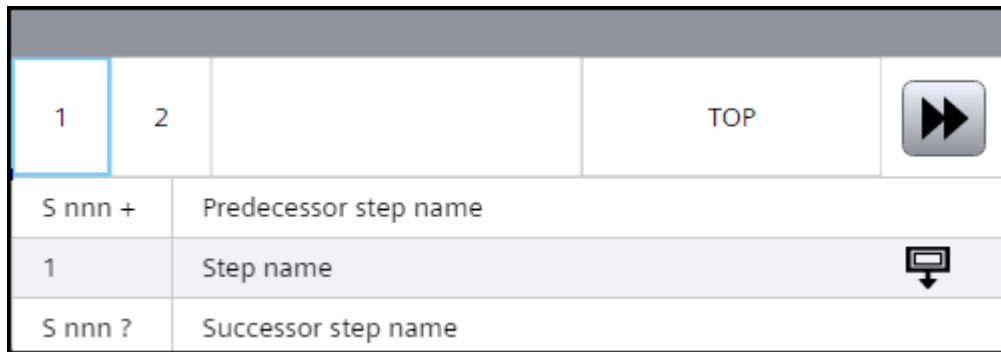 1 2 TOP
S nnn + Predecessor step name
1 Step name
S nnn ? Successor step name